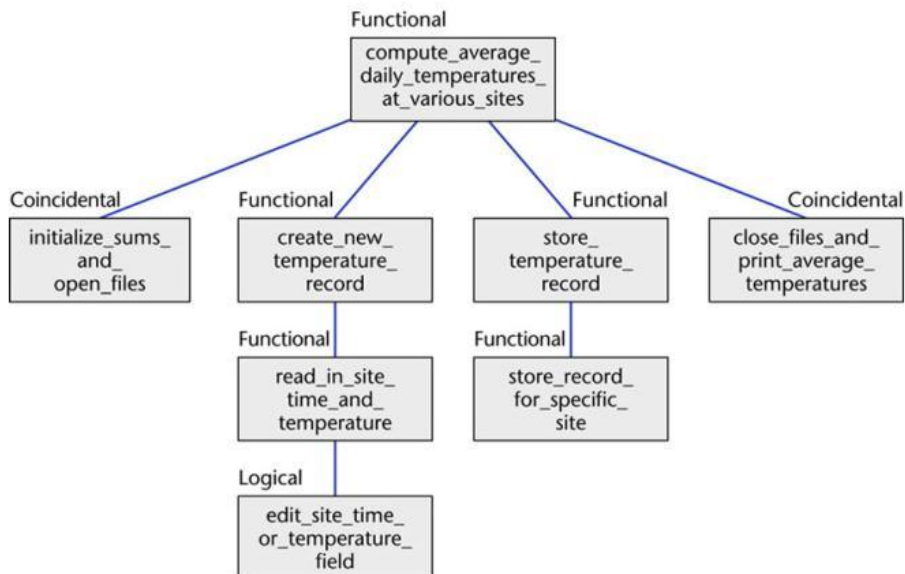 Functional
compute_average_
daily_temperatures_
at_various_sites
Coincidental
initialize_sums_
and_
open_files
Functional
create_new_
temperature_
record
Functional
store_
temperature_
record
Coincidental
close_files_and_
print_average_
temperatures
Functional
read_in_site_
time_and_
temperature
Functional
store_record_
for_specific_
site
Logical
edit_site_time_
or_temperature_
field